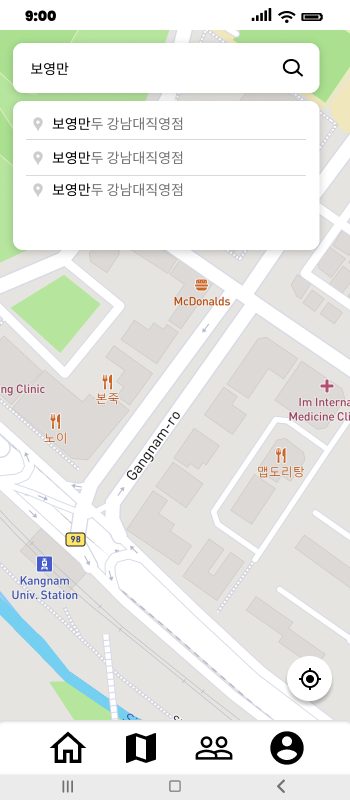 9:00
보영만
보영만두 강남대직영점
보영만두 강남대직영점
보영만두 강남대직영점
McDonalds
ng Clinic
본죽
Im Interna
Medicine Cli
노이
Gangnam-ro
맵도리탕
98
Kangnam
Univ. Station